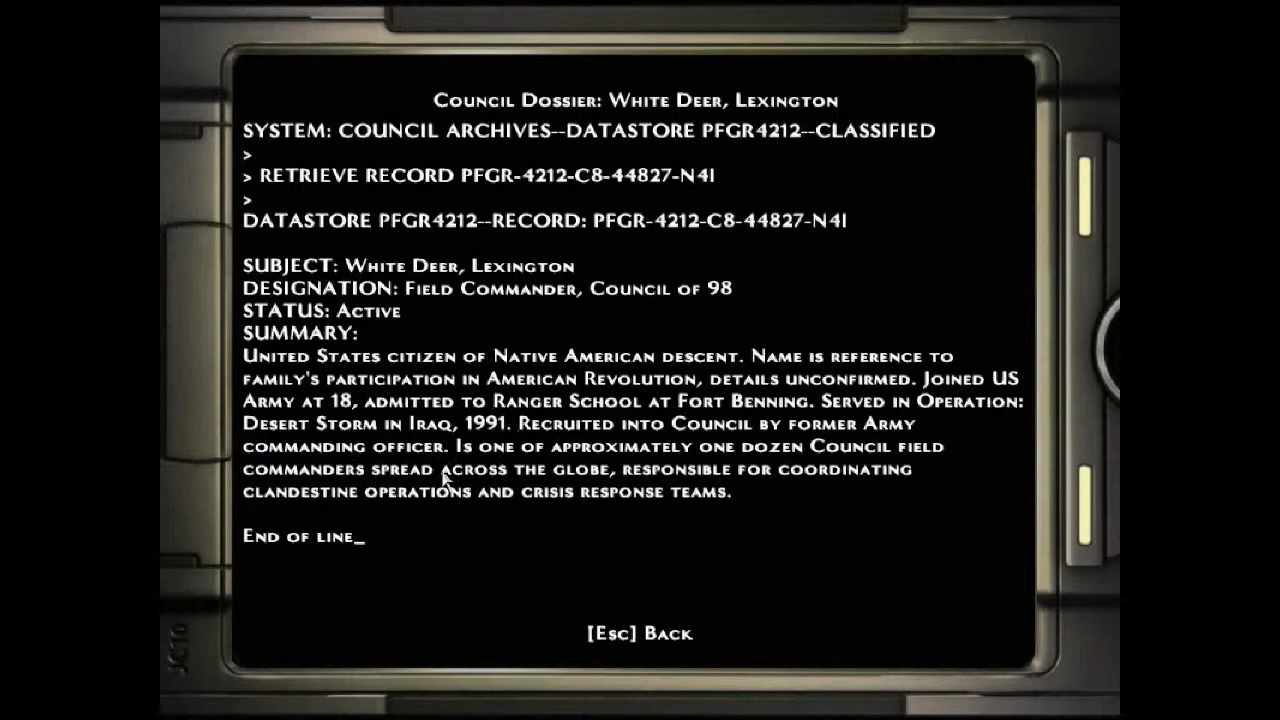 Council Dossier: White Deer, Lexington
SYSTEM: COUNCIL ARCHIVES--DATASTORE PFGR4212--CLASSIFIED
>
> RETRIEVE RECORD PFGR-4212-C8-44827-N41
>
DATASTORE PFGR4212--RECORD: PFGR-4212-C8-44827-N41
SUBJECT: White Deer, Lexington
DESIGNATION: Field Commander, Council of 98
STATUS: Active
SUMMARY:
United States citizen of Native American descent. Name is reference to
family's participation in American Revolution, details unconfirmed. Joined US
Army at 18, admitted to Ranger School at Fort Benning. Served in Operation:
Desert Storm in Iraq, 1991. Recruited into Council by former Army
commanding officer. Is one of approximately one dozen Council field
commanders spread across the globe, responsible for coordinating
clandestine operations and crisis response teams.
End of line_
[Esc] Back
JC10